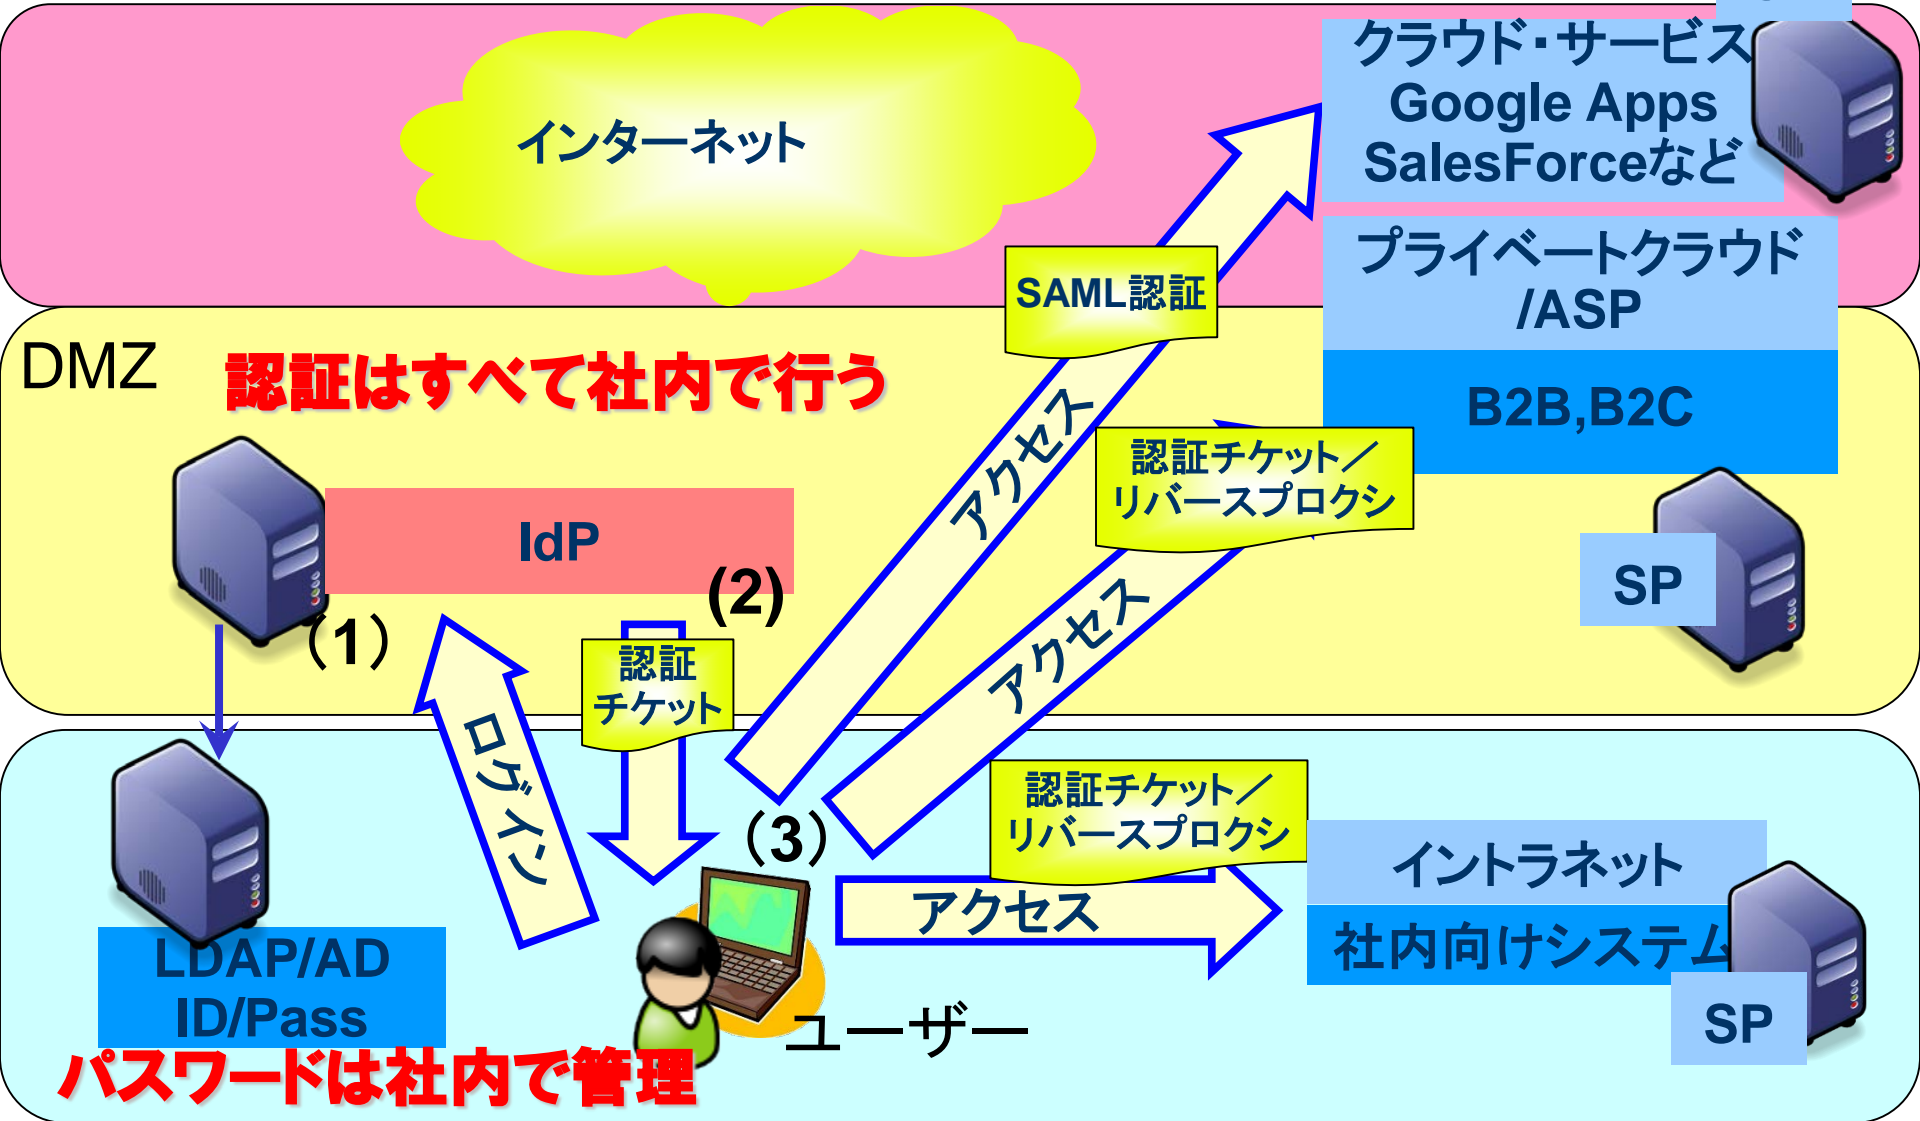 インターネット
クラウド・サービス
Google Apps
SalesForceなど
プライベートクラウド
/ASP
B2B,B2C
SAML認証
DMZ
認証はすべて社内で行う
アクセス
認証チケット／
リバースプロクシ
IdP
SP
(1)
(2)
認証
チケット
アクセス
ログイン
(3)
認証チケット／
リバースプロクシ
アクセス
イントラネット
社内向けシステム
SP
LDAP/AD
ID/Pass
ユーザー
パスワードは社内で管理